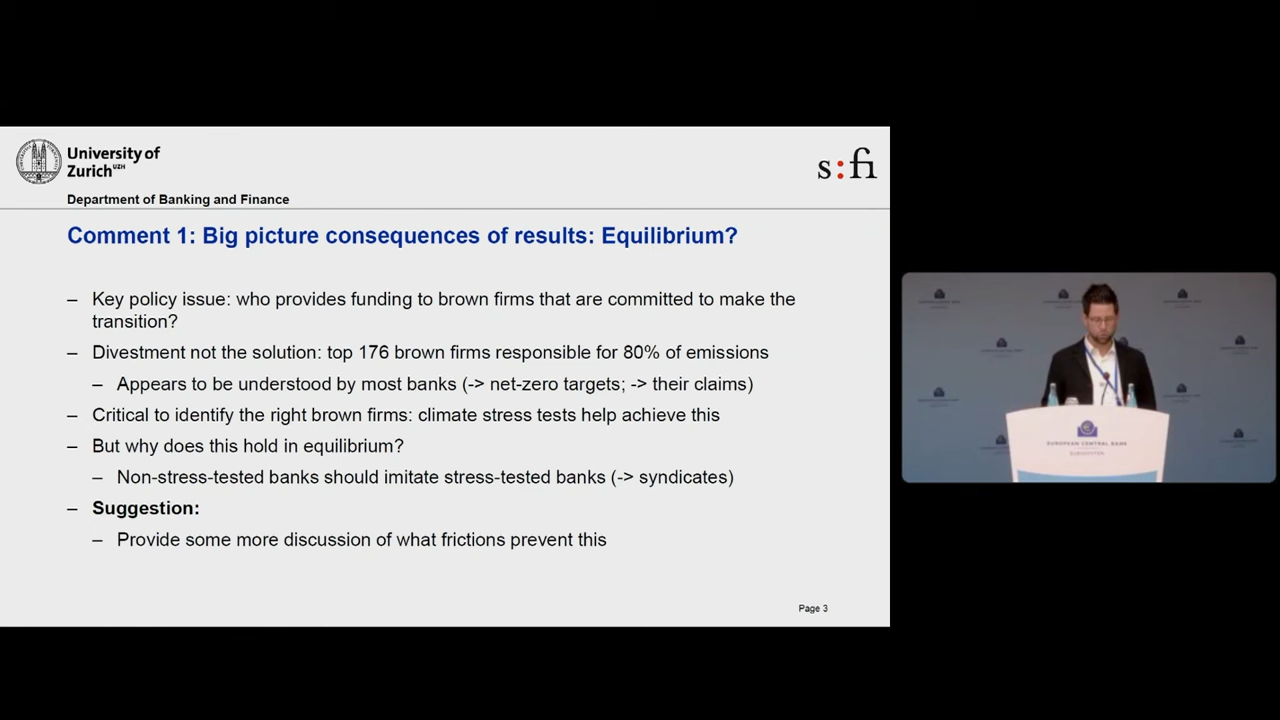 University of
Zurich UZH
s:fi
Department of Banking and Finance
Comment 1: Big picture consequences of results: Equilibrium?
– Key policy issue: who provides funding to brown firms that are committed to make the
transition?
– Divestment not the solution: top 176 brown firms responsible for 80% of emissions
– Appears to be understood by most banks (-> net-zero targets; -> their claims)
– Critical to identify the right brown firms: climate stress tests help achieve this
– But why does this hold in equilibrium?
– Non-stress-tested banks should imitate stress-tested banks (-> syndicates)
– Suggestion:
– Provide some more discussion of what frictions prevent this
Page 3
EUROPEAN CENTRAL BANK
EUROSYSTEM